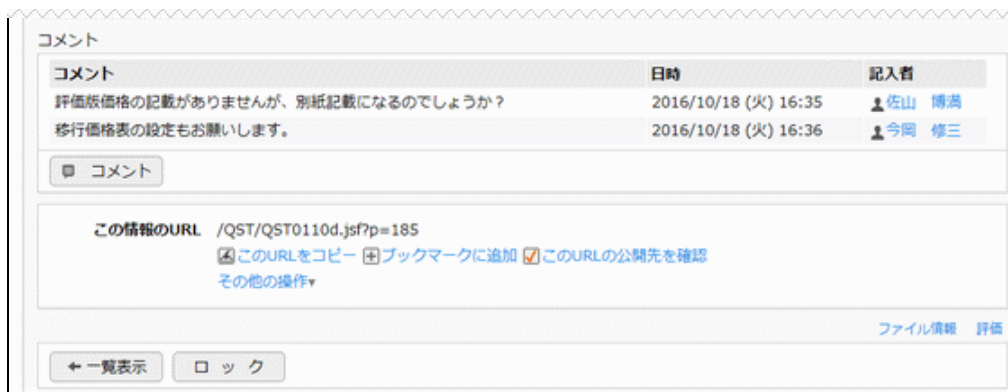 コメント
コメント 日時 記入者
評価版価格の記載がありませんが、別紙記載になるのでしょうか？ 2016/10/18 (火) 16:35 佐山 博満
移行価格表の設定もお願いします。 2016/10/18 (火) 16:36 今岡 修三
コメント
この情報のURL /QST/QST0110d.jsf?p=185
このURLをコピー ブックマークに追加 このURLの公開先を確認
その他の操作▾
ファイル情報 評価
一覧表示 ロック